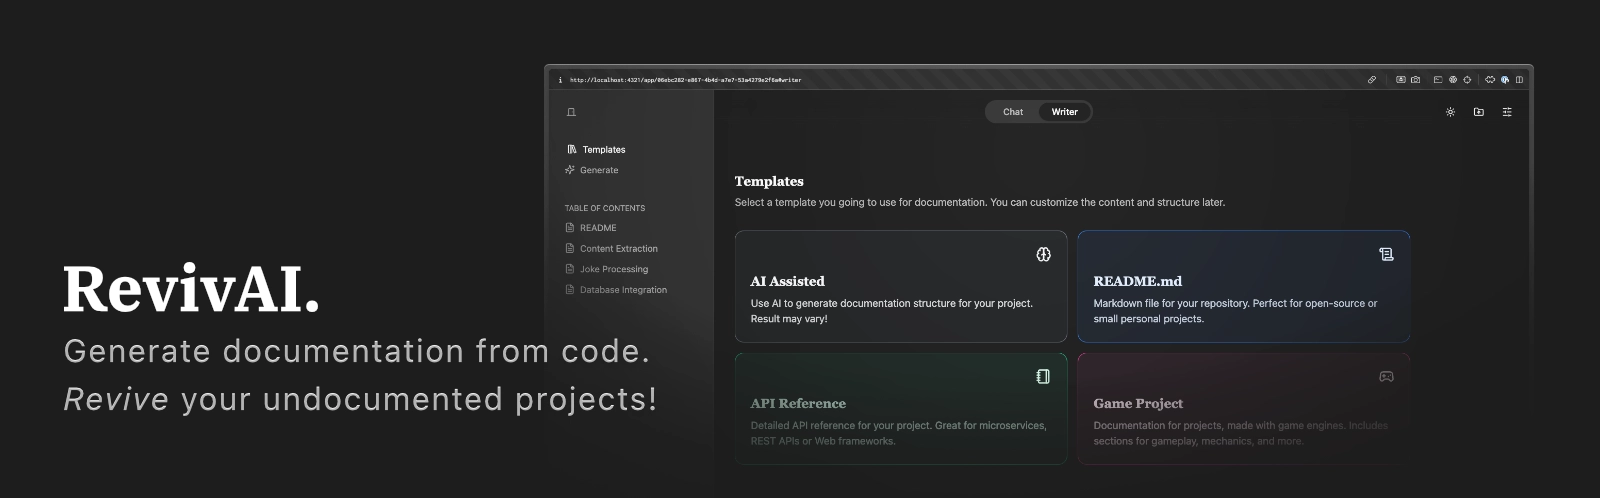 RevivAI.
Generate documentation from code.
Revive your undocumented projects!
http://localhost:4321/app/06ebc282-e867-4b4d-a7e7-53a4279e2f6a#writer
Chat
Writer
Templates
Generate
TABLE OF CONTENTS
README
Content Extraction
Joke Processing
Database Integration
Templates
Select a template you going to use for documentation. You can customize the content and structure later.
AI Assisted
Use AI to generate documentation structure for your project.
Result may vary!
README.md
Markdown file for your repository. Perfect for open-source or
small personal projects.
API Reference
Detailed API reference for your project. Great for microservices,
REST APIs or Web frameworks.
Game Project
Documentation for projects, made with game engines. Includes
sections for gameplay, mechanics, and more.